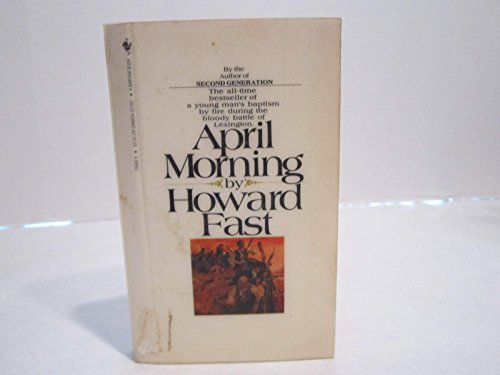 By the
Author of
SECOND GENERATION
The all-time
bestseller of
a young man's baptism
by fire during the
bloody battle of
Lexington.
April
Morning
by
Howard
Fast